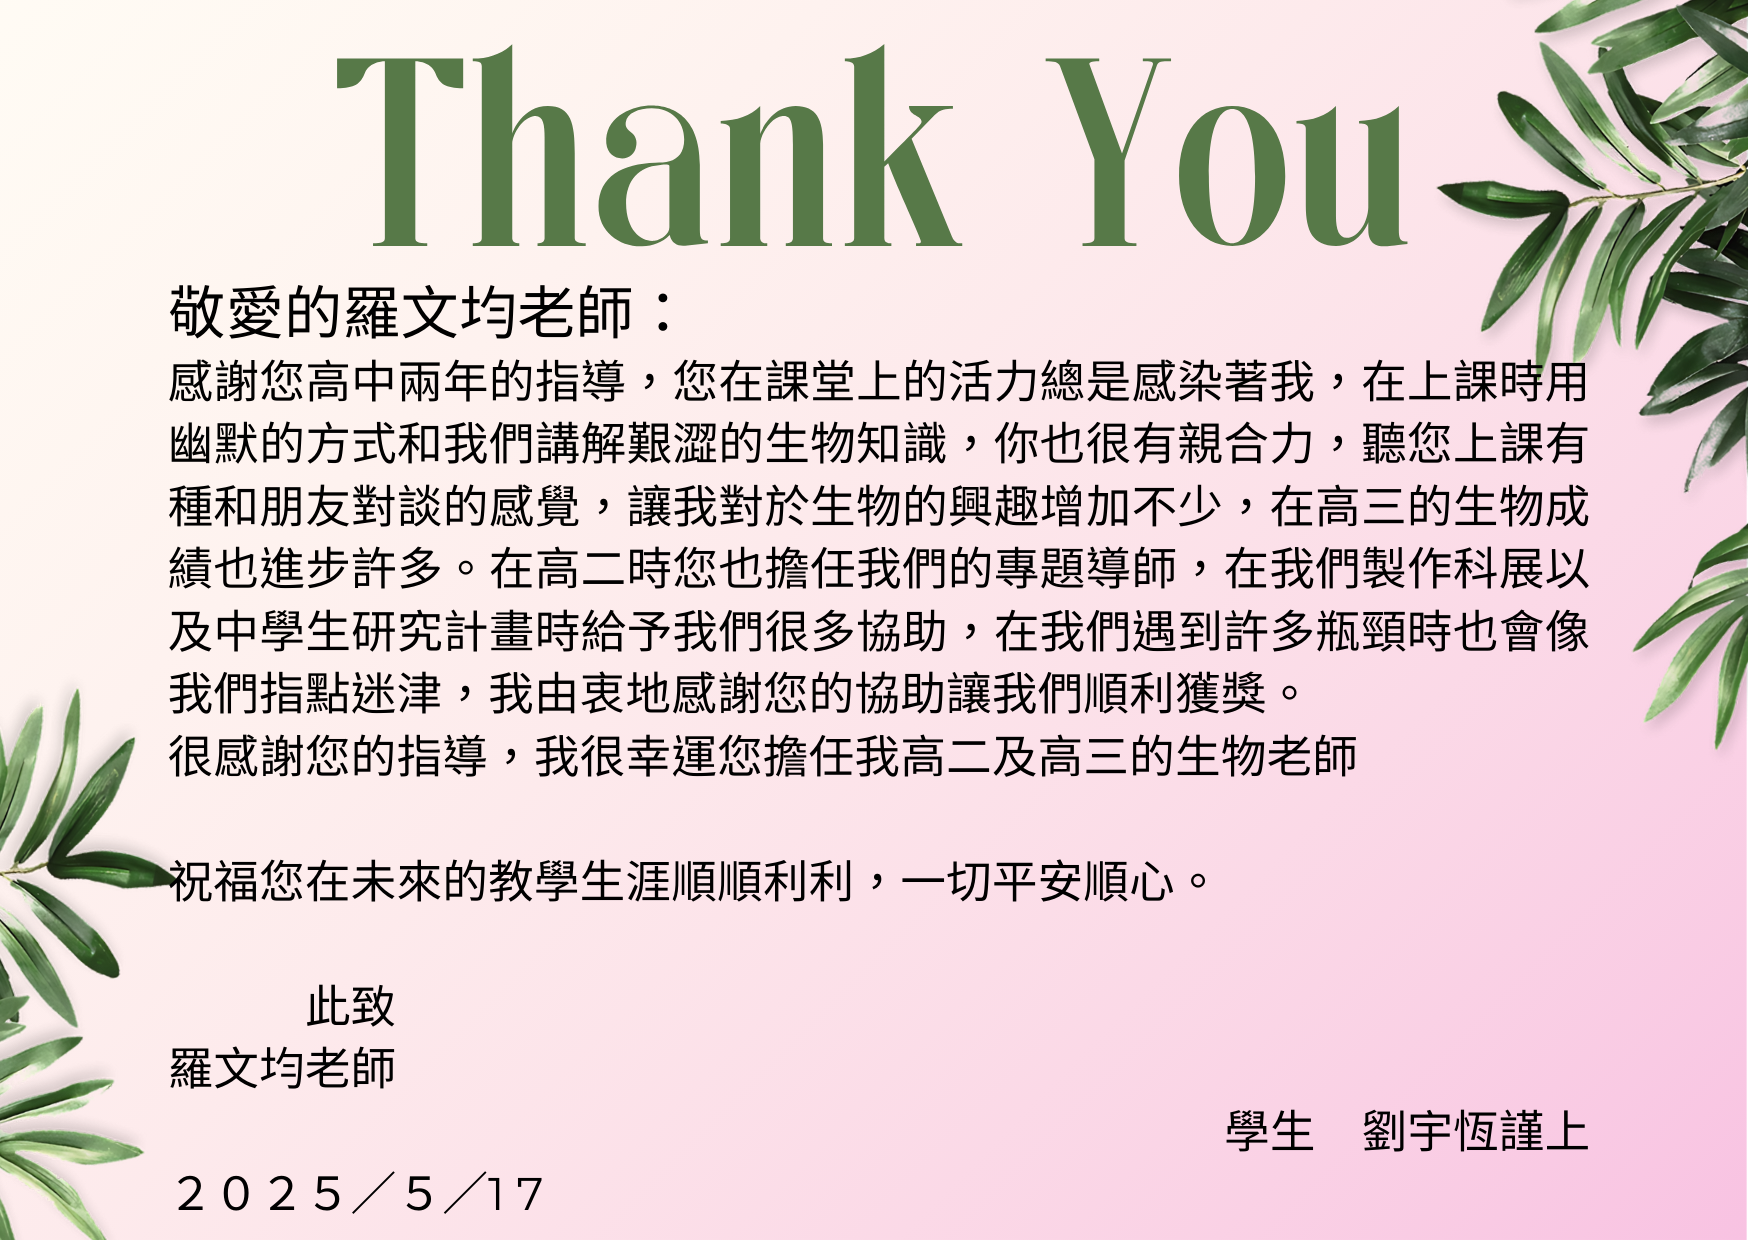 Thank You
敬愛的羅文均老師：
感謝您高中兩年的指導，您在課堂上的活力總是感染著我，在上課時用
幽默的方式和我們講解艱澀的生物知識，你也很有親合力，聽您上課有
種和朋友對談的感覺，讓我對於生物的興趣增加不少，在高三的生物成
績也進步許多。在高二時您也擔任我們的專題導師，在我們製作科展以
及中學生研究計畫時給予我們很多協助，在我們遇到許多瓶頸時也會像
我們指點迷津，我由衷地感謝您的協助讓我們順利獲獎。
很感謝您的指導，我很幸運您擔任我高二及高三的生物老師
祝福您在未來的教學生涯順順利利，一切平安順心。
此致
羅文均老師
學生　劉宇恆謹上
２０２５／５／17